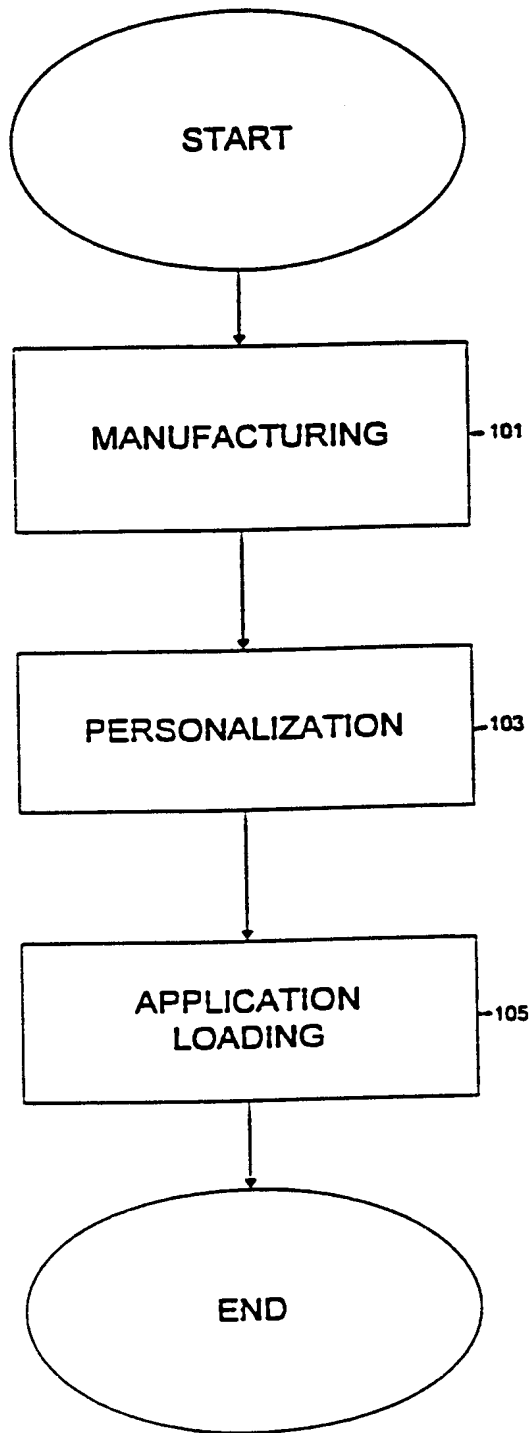 START
MANUFACTURING
101
PERSONALIZATION
103
APPLICATION
LOADING
105
END